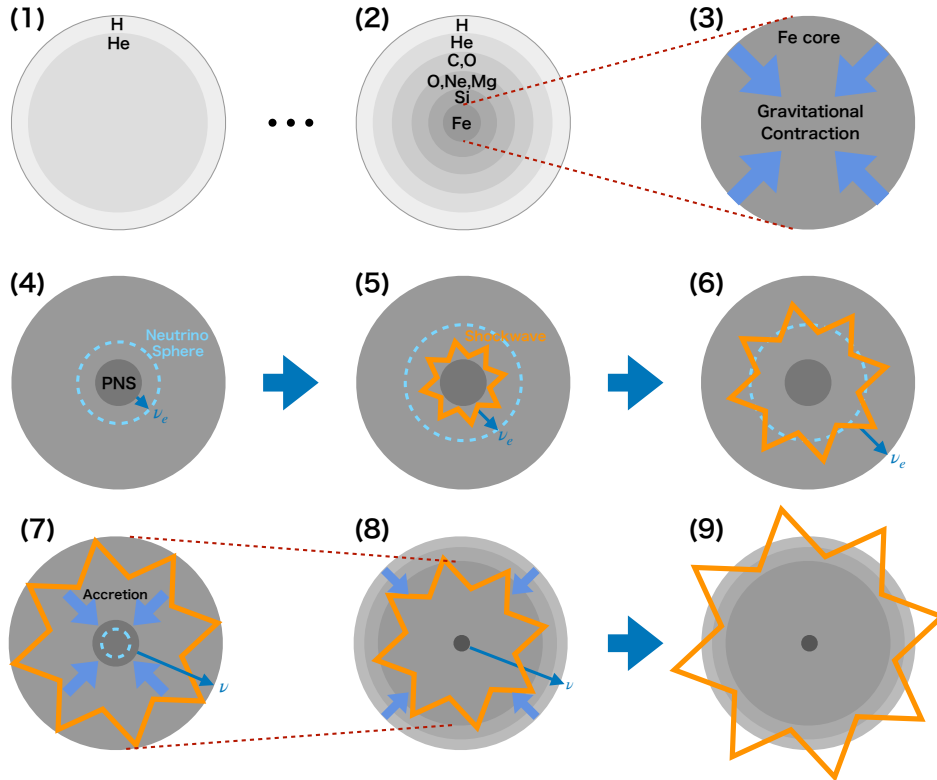 (1)
H
He
(2)
H
He
C,O
O,Ne,Mg
Si
Fe
(3)
Fe core
Gravitational
Contraction
(4)
Neutrino
Sphere
PNS
νe
(5)
Shockwave
νe
(6)
νe
(7)
Accretion
ν
(8)
ν
(9)